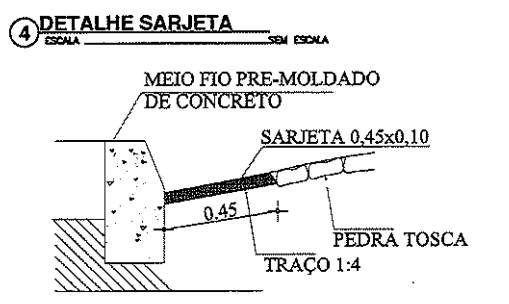 4 DETALHE SARJETA
ESCALA SEM ESCALA
MEIO FIO PRE-MOLDADO
DE CONCRETO
SARJETA 0,45x0,10
0.45
PEDRA TOSCA
TRAÇO 1:4